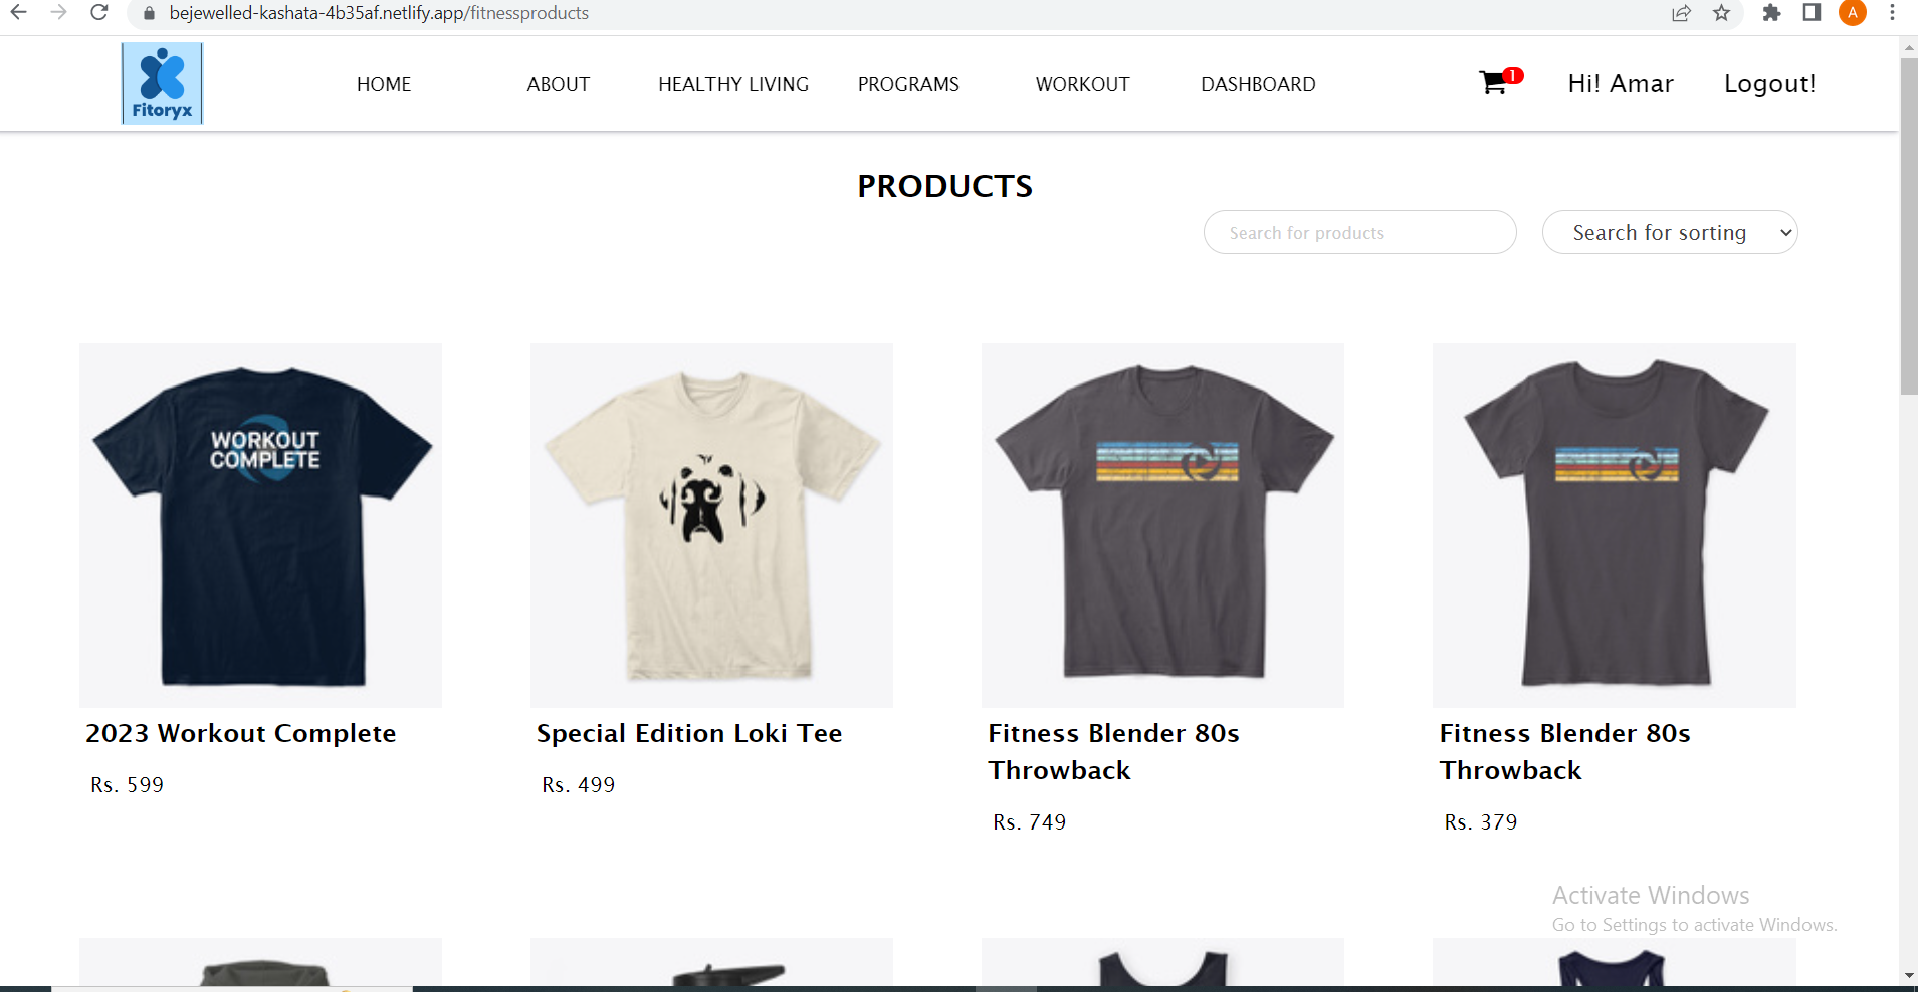 bejewelled-kashata-4b35af.netlify.app/fitnessproducts
A
Fitoryx
HOME ABOUT HEALTHY LIVING PROGRAMS WORKOUT DASHBOARD 1 Hi! Amar Logout!
PRODUCTS
Search for products Search for sorting
WORKOUT
COMPLETE
2023 Workout Complete
Rs. 599
Special Edition Loki Tee
Rs. 499
Fitness Blender 80s
Throwback
Rs. 749
Fitness Blender 80s
Throwback
Rs. 379
Activate Windows
Go to Settings to activate Windows.